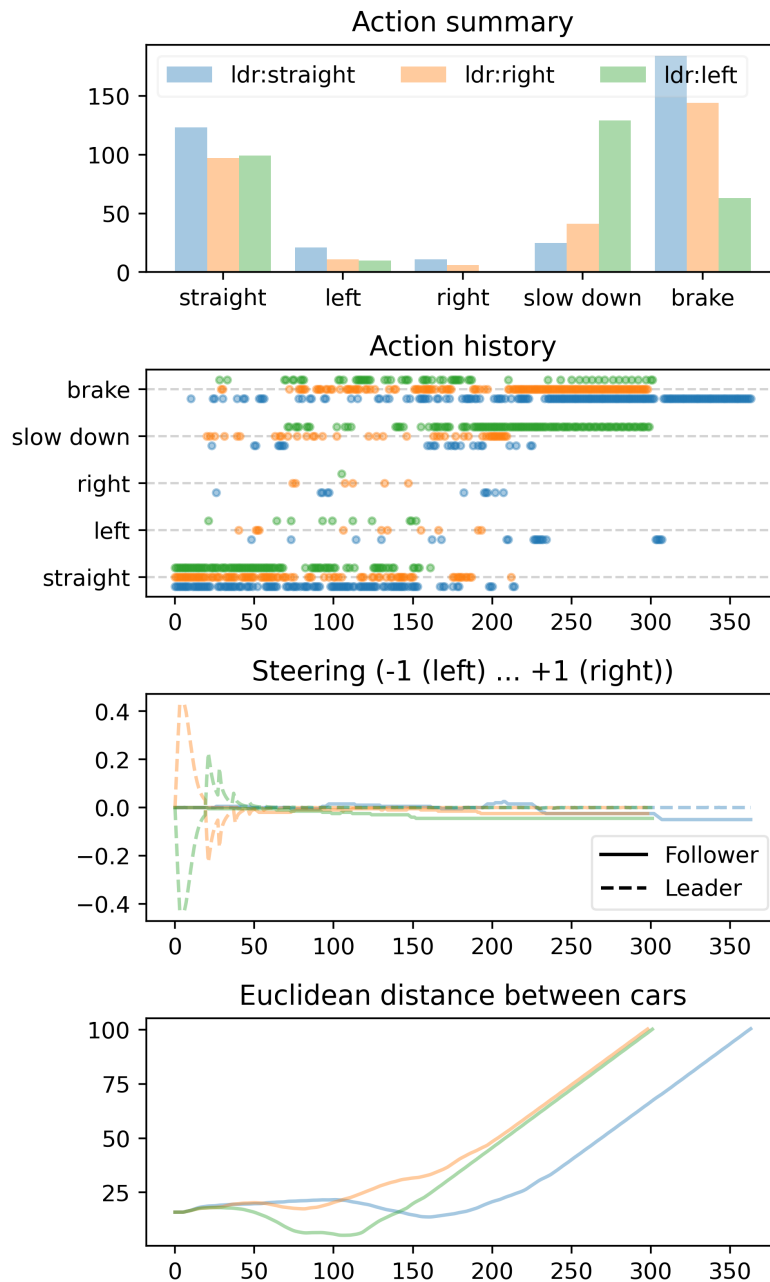 Action summary
ldr:straight ldr:right ldr:left
150
100
50
0
straight left right slow down brake
Action history
brake
slow down
right
left
straight
0 50 100 150 200 250 300 350
Steering (-1 (left) ... +1 (right))
0.4
0.2
0.0
−0.2
−0.4
Follower
Leader
0 50 100 150 200 250 300 350
Euclidean distance between cars
100
75
50
25
0 50 100 150 200 250 300 350